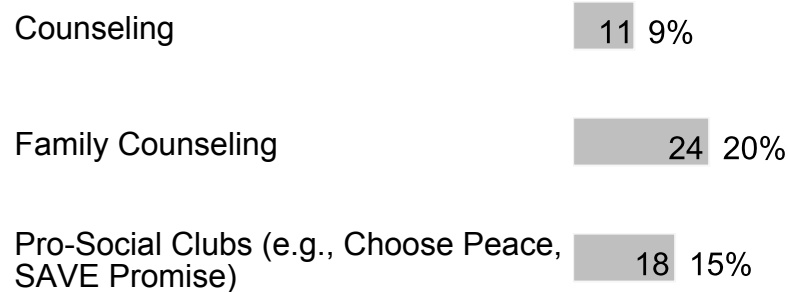 Counseling 11 9%
Family Counseling 24 20%
Pro-Social Clubs (e.g., Choose Peace,
SAVE Promise) 18 15%